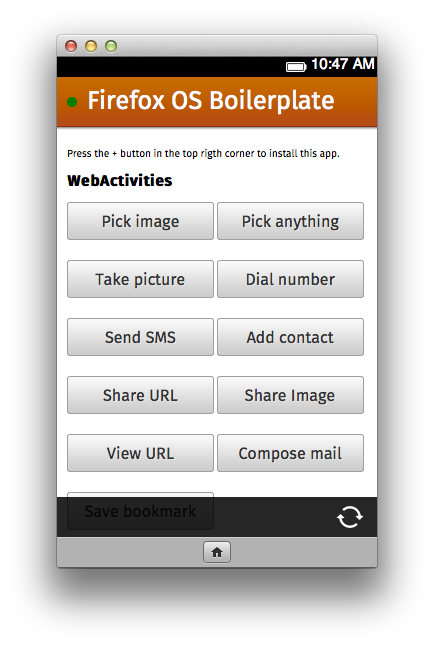 10:47 AM
Firefox OS Boilerplate
Press the + button in the top rigth corner to install this app.
WebActivities
Pick image Pick anything
Take picture Dial number
Send SMS Add contact
Share URL Share Image
View URL Compose mail
Save bookmark